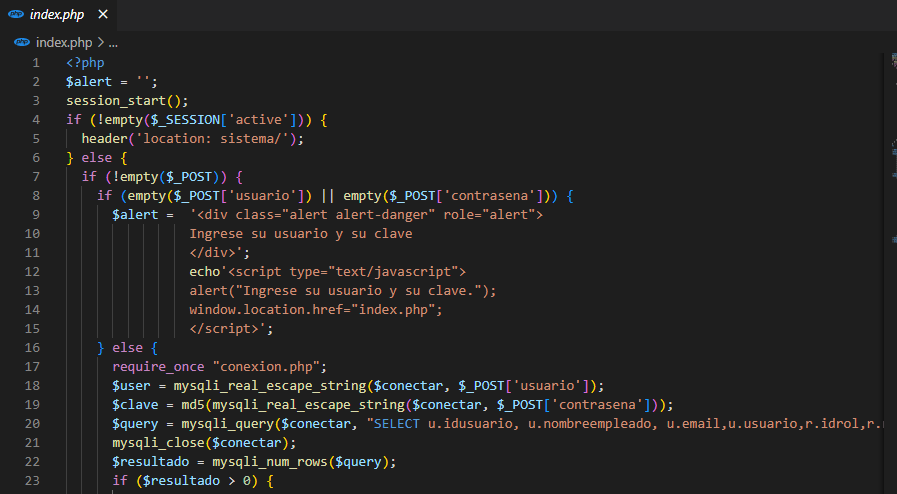 index.php
index.php > ...
1 <?php
2 $alert = '';
3 session_start();
4 if (!empty($_SESSION['active'])) {
5 header('location: sistema/');
6 } else {
7 if (!empty($_POST)) {
8 if (empty($_POST['usuario']) || empty($_POST['contrasena'])) {
9 $alert = '<div class="alert alert-danger" role="alert">
10 Ingrese su usuario y su clave
11 </div>';
12 echo'<script type="text/javascript">
13 alert("Ingrese su usuario y su clave.");
14 window.location.href="index.php";
15 </script>';
16 } else {
17 require_once "conexion.php";
18 $user = mysqli_real_escape_string($conectar, $_POST['usuario']);
19 $clave = md5(mysqli_real_escape_string($conectar, $_POST['contrasena']));
20 $query = mysqli_query($conectar, "SELECT u.idusuario, u.nombreempleado, u.email,u.usuario,r.idrol,r.
21 mysqli_close($conectar);
22 $resultado = mysqli_num_rows($query);
23 if ($resultado > 0) {